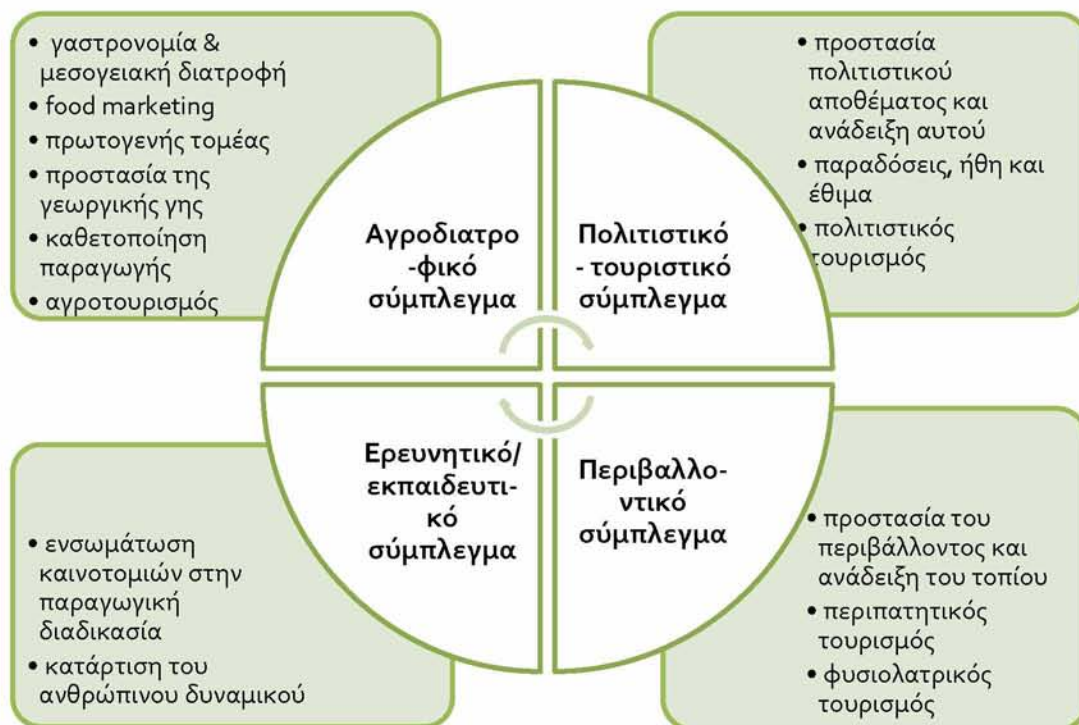 • γαστρονομία &
μεσογειακή διατροφή
• food marketing
• πρωτογενής τομέας
• προστασία της
γεωργικής γης
• καθετοποίηση
παραγωγής
• αγροτουρισμός
Αγροδιατρο
-φικό
σύμπλεγμα
Πολιτιστικό
- τουριστικό
σύμπλεγμα
• προστασία
πολιτιστικού
αποθέματος και
ανάδειξη αυτού
• παραδόσεις, ήθη και
έθιμα
• πολιτιστικός
τουρισμός
Ερευνητικό/
εκπαιδευτι-
κό
σύμπλεγμα
Περιβαλλο-
ντικό
σύμπλεγμα
• ενσωμάτωση
καινοτομιών στην
παραγωγική
διαδικασία
• κατάρτιση του
ανθρώπινου δυναμικού
• προστασία του
περιβάλλοντος και
ανάδειξη του τοπίου
• περιπατητικός
τουρισμός
• φυσιολατρικός
τουρισμός